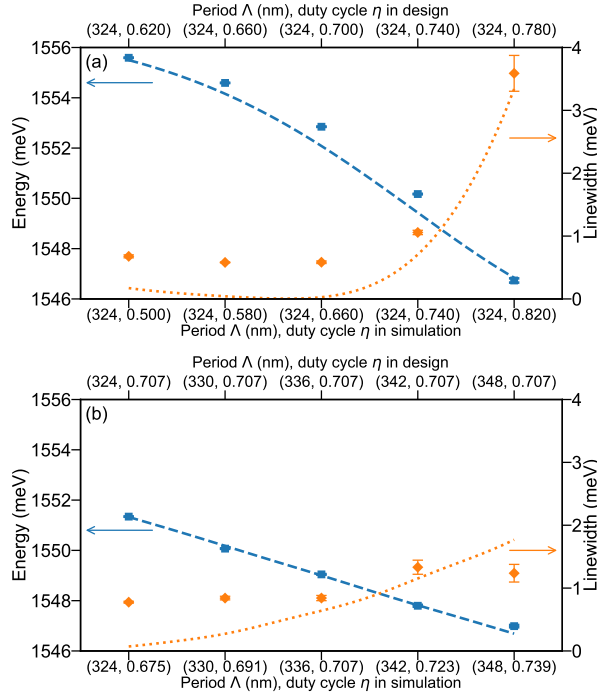 Period Λ (nm), duty cycle η in design
(324, 0.620) (324, 0.660) (324, 0.700) (324, 0.740) (324, 0.780)
(a)
1556
1554
1552
1550
1548
1546
Energy (meV)
4
3
2
1
0
Linewidth (meV)
(324, 0.500) (324, 0.580) (324, 0.660) (324, 0.740) (324, 0.820)
Period Λ (nm), duty cycle η in simulation
Period Λ (nm), duty cycle η in design
(324, 0.707) (330, 0.707) (336, 0.707) (342, 0.707) (348, 0.707)
(b)
1556
1554
1552
1550
1548
1546
Energy (meV)
4
3
2
1
0
Linewidth (meV)
(324, 0.675) (330, 0.691) (336, 0.707) (342, 0.723) (348, 0.739)
Period Λ (nm), duty cycle η in simulation